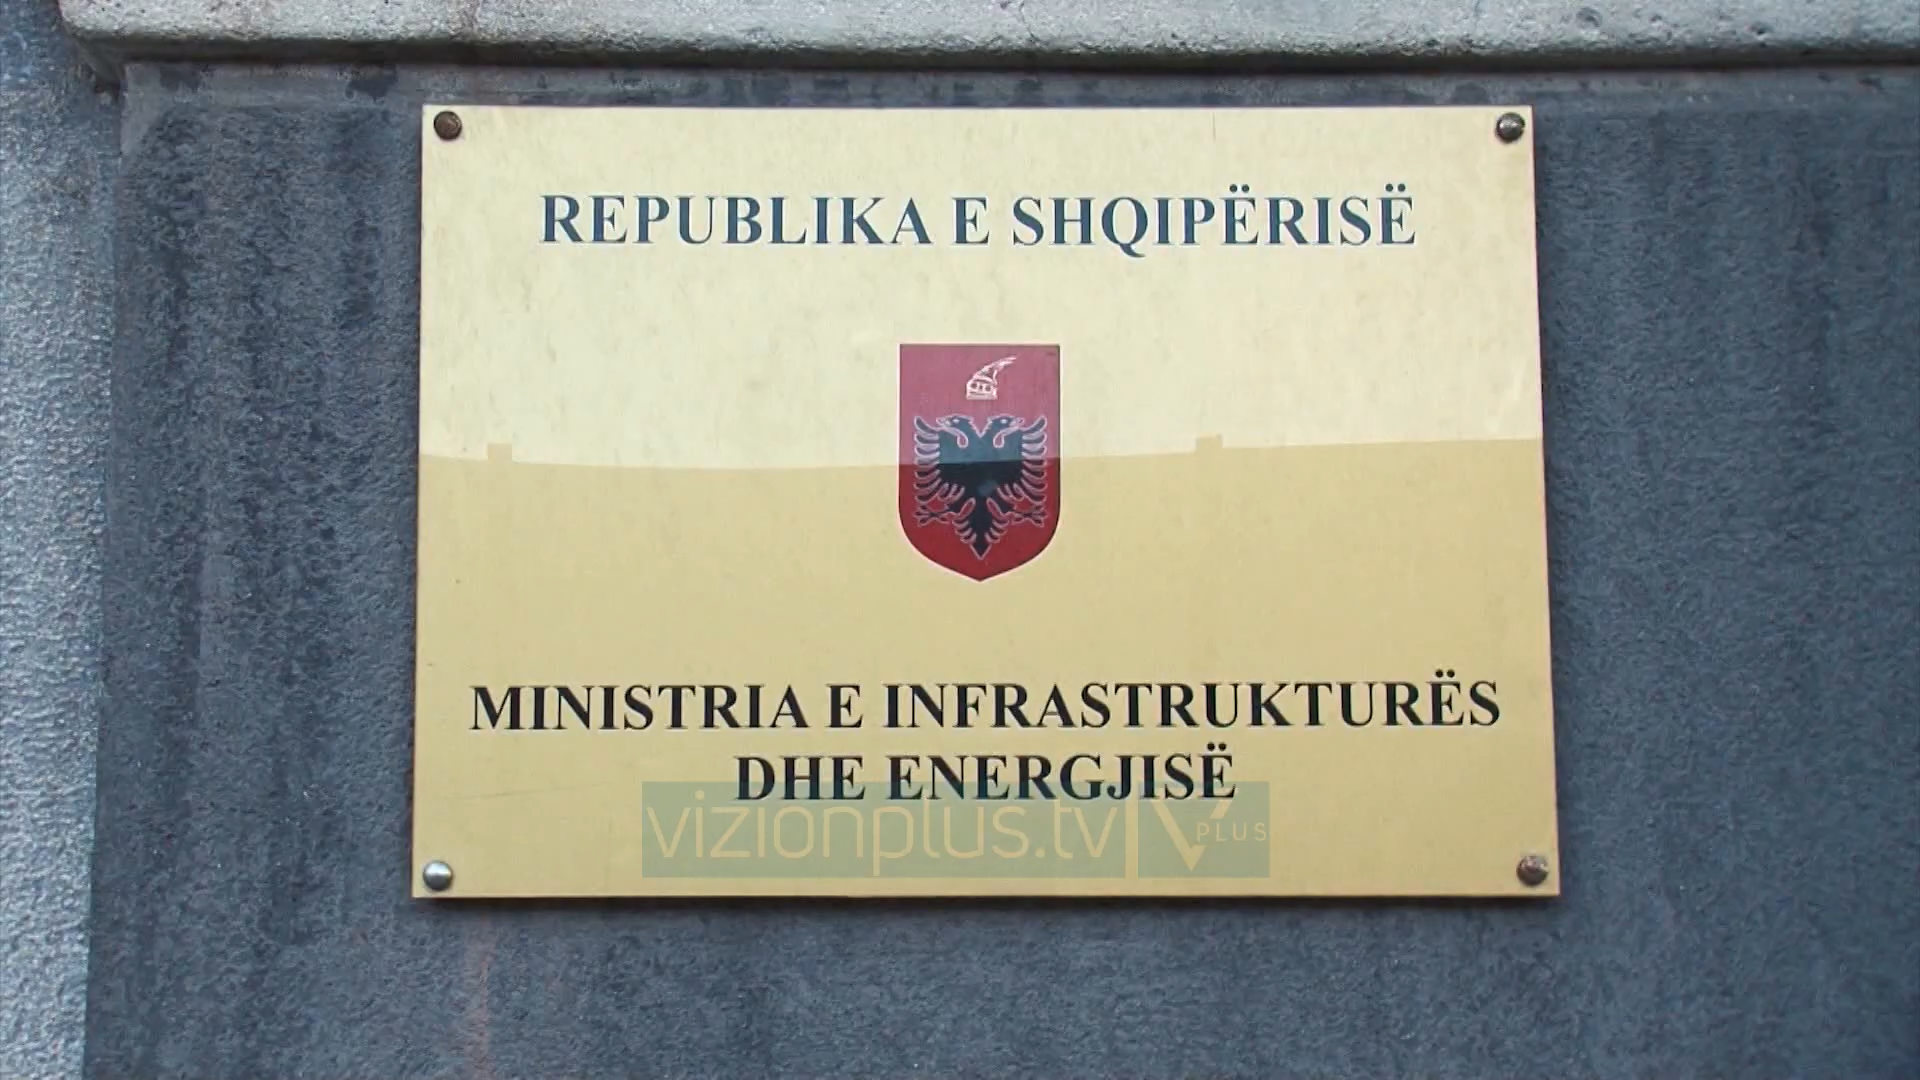 REPUBLIKA E SHQIPËRISË
MINISTRIA E INFRASTRUKTURËS
DHE ENERGJISË
vizionplus.tv
PLUS